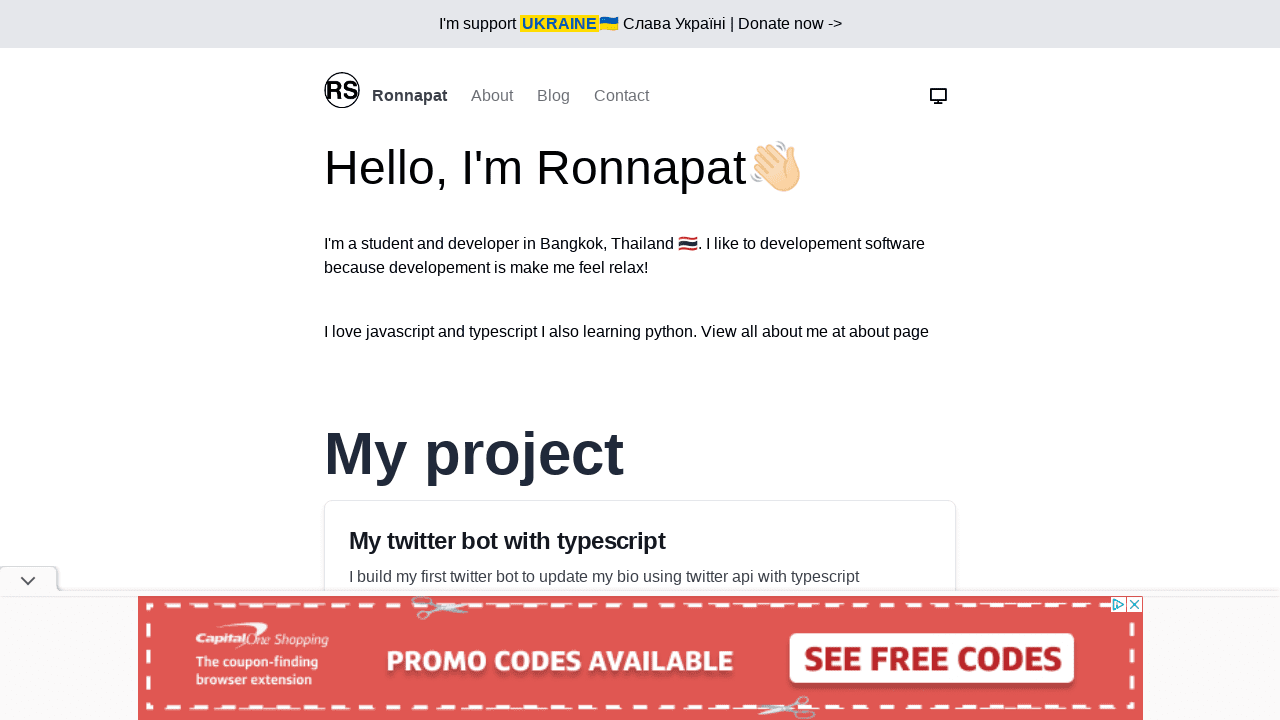 I'm support UKRAINE🇺🇦 Слава Україні | Donate now ->
RS Ronnapat About Blog Contact
Hello, I'm Ronnapat👋🏻
I'm a student and developer in Bangkok, Thailand 🇹🇭. I like to developement software
because developement is make me feel relax!
I love javascript and typescript I also learning python. View all about me at about page
My project
My twitter bot with typescript
I build my first twitter bot to update my bio using twitter api with typescript
Capital One Shopping
The coupon-finding
browser extension
PROMO CODES AVAILABLE
SEE FREE CODES